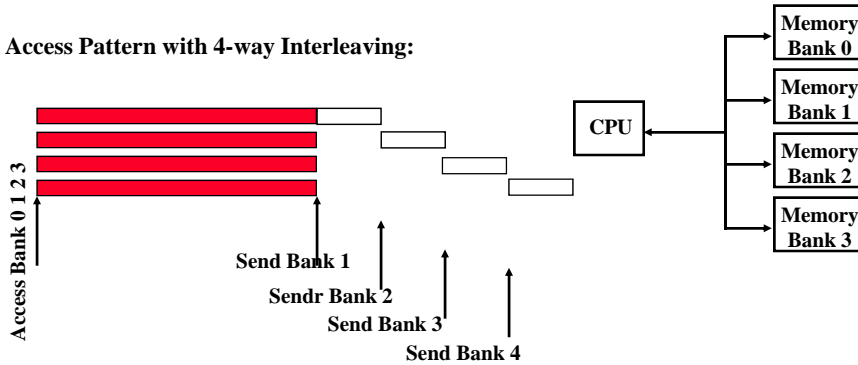 Access Pattern with 4-way Interleaving:
Access Bank 0 1 2 3
Send Bank 1
Sendr Bank 2
Send Bank 3
Send Bank 4
CPU
Memory
Bank 0
Memory
Bank 1
Memory
Bank 2
Memory
Bank 3